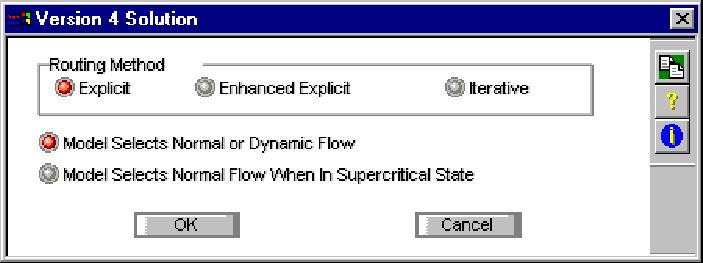 Version 4 Solution
Routing Method
Explicit Enhanced Explicit Iterative
Model Selects Normal or Dynamic Flow
Model Selects Normal Flow When In Supercritical State
OK Cancel